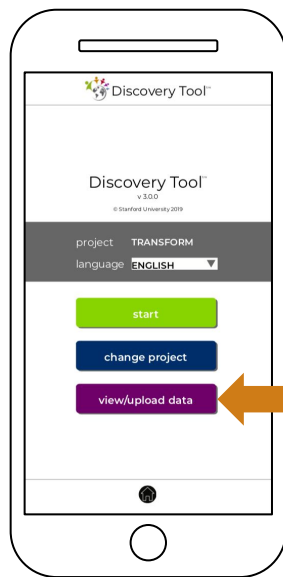 Discovery Tool™
Discovery Tool™
v 3.0.0
© Stanford University 2019
project TRANSFORM
language ENGLISH
start
change project
view/upload data